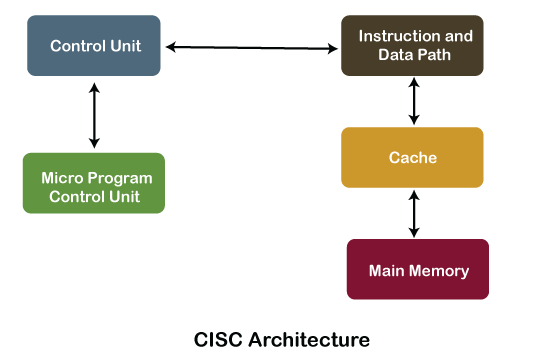 Control Unit
Instruction and
Data Path
Micro Program
Control Unit
Cache
Main Memory
CISC Architecture